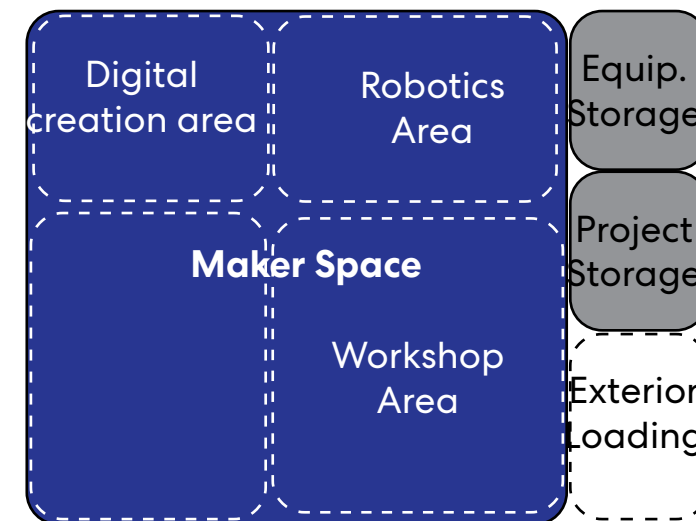 Digital
creation area
Robotics
Area
Equip.
Storage
Project
Storage
Maker Space
Workshop
Area
Exterior
Loading